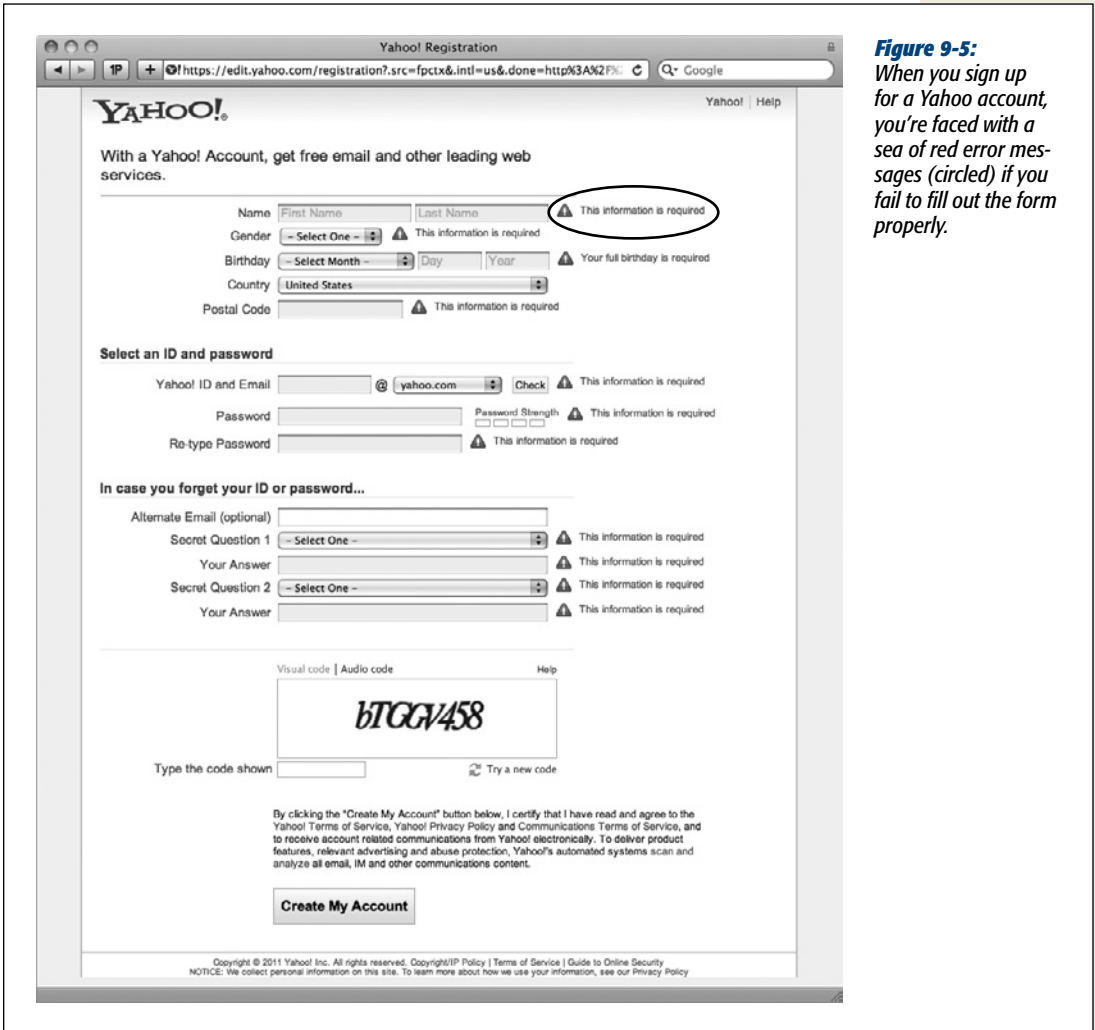 Yahoo! Registration
1P + https://edit.yahoo.com/registration?.src=fpctx&.intl=us&.done=http%3A%2F% Google
YAHOO!® Yahoo! | Help
With a Yahoo! Account, get free email and other leading web
services.
Name First Name Last Name This information is required
Gender - Select One - This information is required
Birthday - Select Month - Day Year Your full birthday is required
Country United States
Postal Code This information is required
Select an ID and password
Yahoo! ID and Email @ yahoo.com Check This information is required
Password Password Strength This information is required
Re-type Password This information is required
In case you forget your ID or password...
Alternate Email (optional)
Secret Question 1 - Select One - This information is required
Your Answer This information is required
Secret Question 2 - Select One - This information is required
Your Answer This information is required
Visual code | Audio code Help
bTGGV458
Type the code shown Try a new code
By clicking the "Create My Account" button below, I certify that I have read and agree to the
Yahoo! Terms of Service, Yahoo! Privacy Policy and Communications Terms of Service, and
to receive account related communications from Yahoo! electronically. To deliver product
features, relevant advertising and abuse protection, Yahoo!'s automated systems scan and
analyze all email, IM and other communications content.
Create My Account
Copyright © 2011 Yahoo! Inc. All rights reserved. Copyright/IP Policy | Terms of Service | Guide to Online Security
NOTICE: We collect personal information on this site. To learn more about how we use your information, see our Privacy Policy
Figure 9-5:
When you sign up
for a Yahoo account,
you're faced with a
sea of red error mes-
sages (circled) if you
fail to fill out the form
properly.